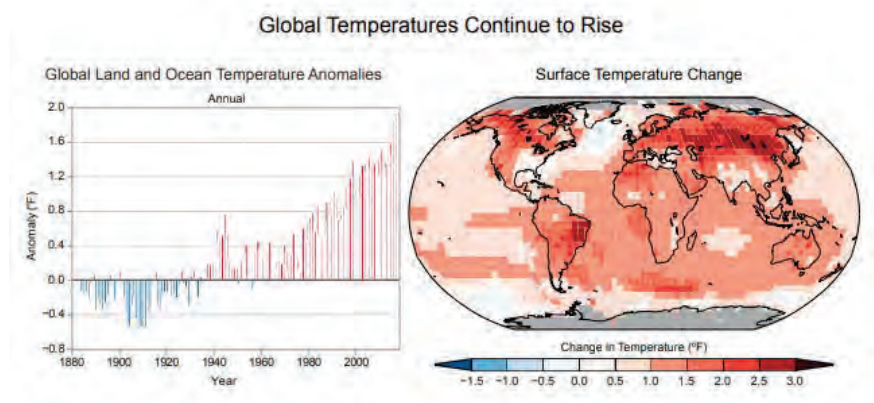 Global Temperatures Continue to Rise
Global Land and Ocean Temperature Anomalies
Annual
2.0
1.6
1.2
0.8
0.4
0.0
−0.4
−0.8
Anomaly (°F)
1880 1900 1920 1940 1960 1980 2000
Year
Surface Temperature Change
Change in Temperature (°F)
−1.5 −1.0 −0.5 0.0 0.5 1.0 1.5 2.0 2.5 3.0